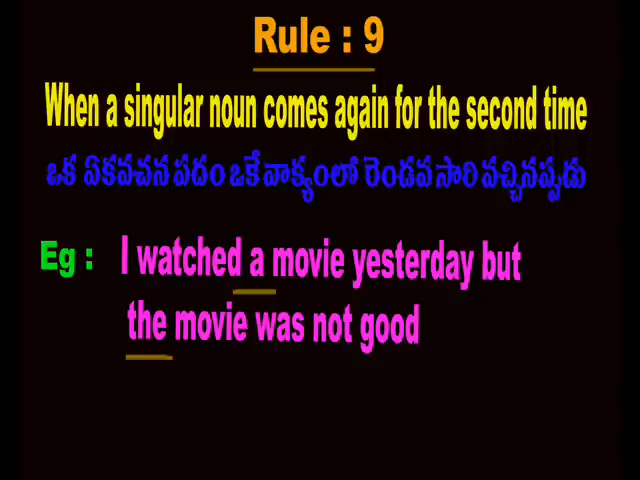 Rule : 9
When a singular noun comes again for the second time
ఒక ఏకవచన పదం ఒకే వాక్యంలో రెండవ సారి వచ్చినప్పుడు
Eg : I watched a movie yesterday but
the movie was not good